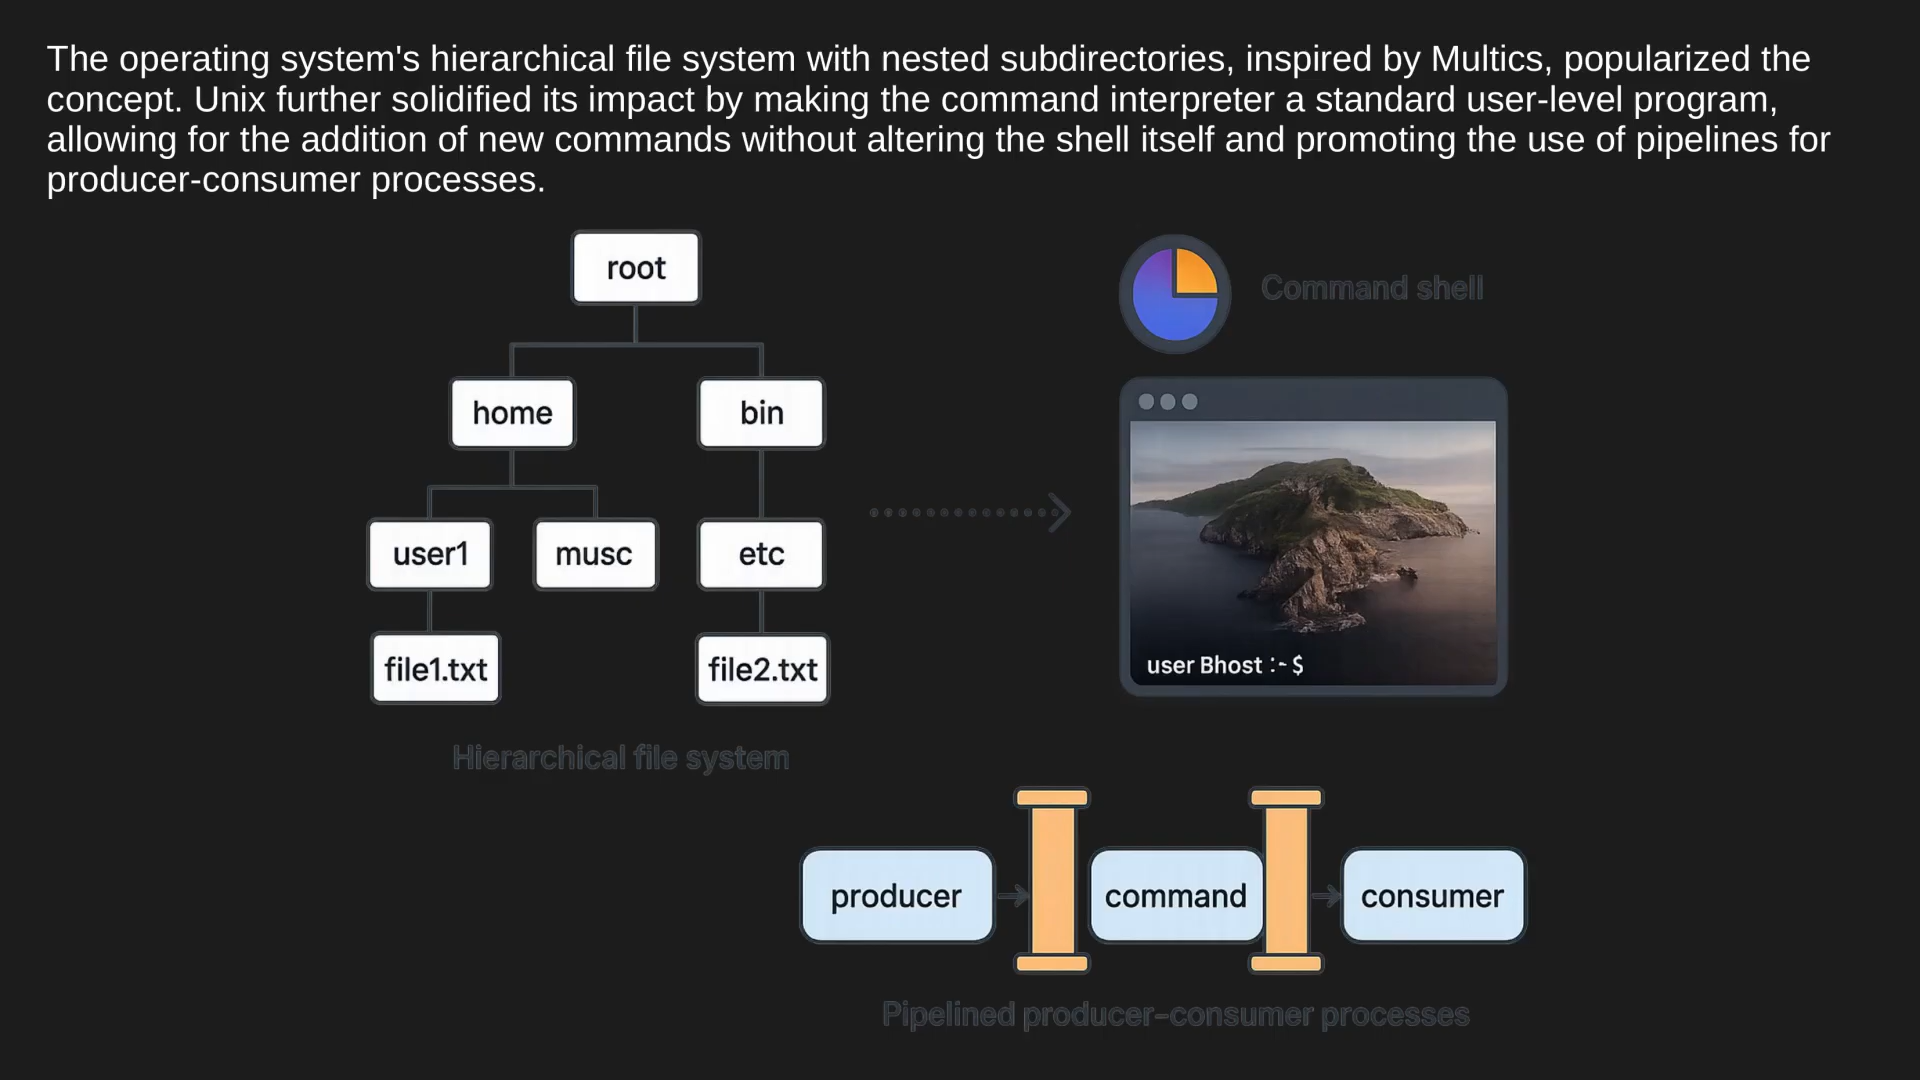 The operating system's hierarchical file system with nested subdirectories, inspired by Multics, popularized the
concept. Unix further solidified its impact by making the command interpreter a standard user-level program,
allowing for the addition of new commands without altering the shell itself and promoting the use of pipelines for
producer-consumer processes.
root
home
bin
user1
musc
etc
file1.txt
file2.txt
Hierarchical file system
Command shell
user Bhost :~ $
producer
command
consumer
Pipelined producer-consumer processes